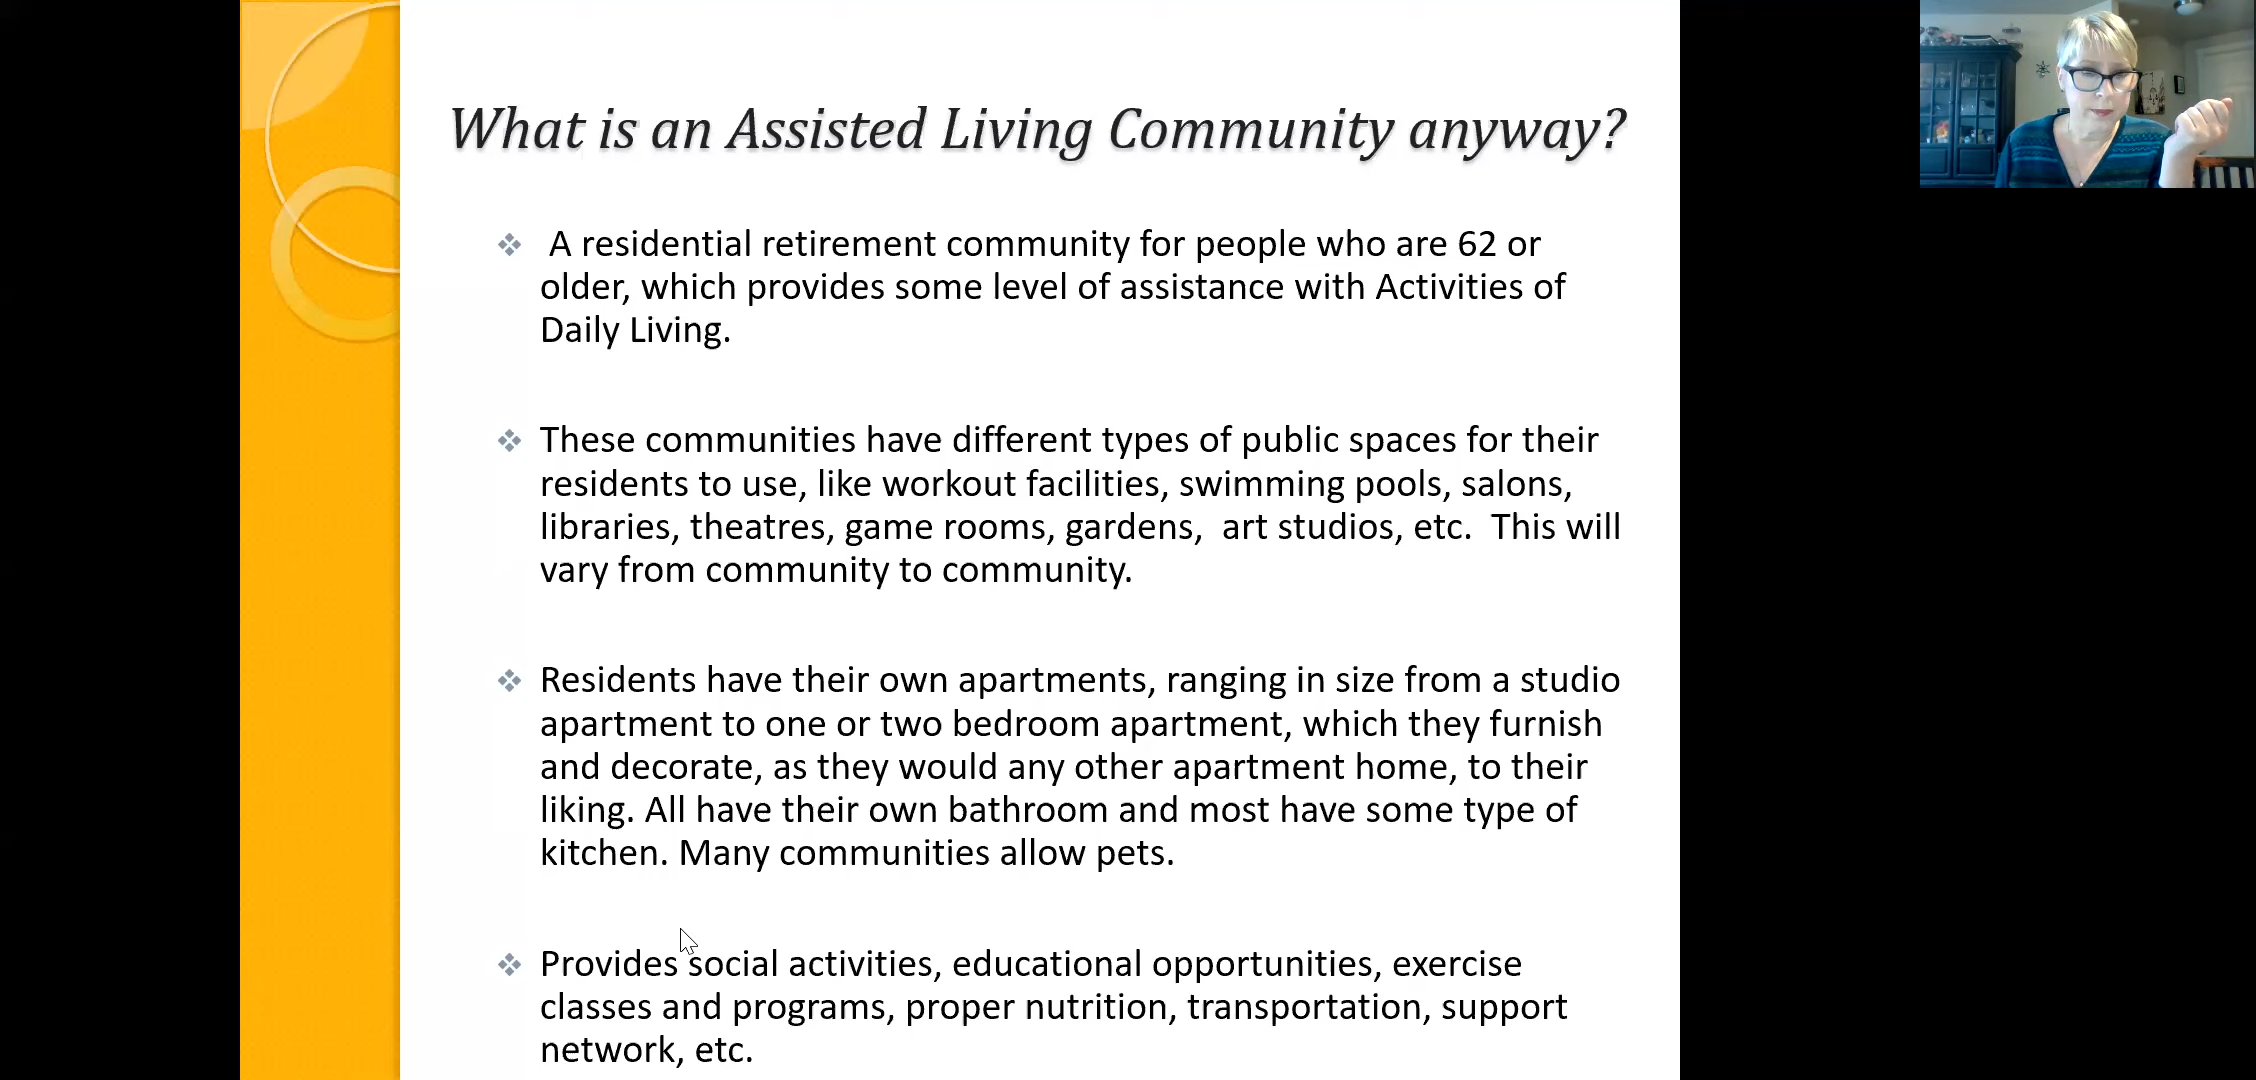 What is an Assisted Living Community anyway?
A residential retirement community for people who are 62 or
older, which provides some level of assistance with Activities of
Daily Living.
These communities have different types of public spaces for their
residents to use, like workout facilities, swimming pools, salons,
libraries, theatres, game rooms, gardens,  art studios, etc.  This will
vary from community to community.
Residents have their own apartments, ranging in size from a studio
apartment to one or two bedroom apartment, which they furnish
and decorate, as they would any other apartment home, to their
liking. All have their own bathroom and most have some type of
kitchen. Many communities allow pets.
Provides social activities, educational opportunities, exercise
classes and programs, proper nutrition, transportation, support
network, etc.